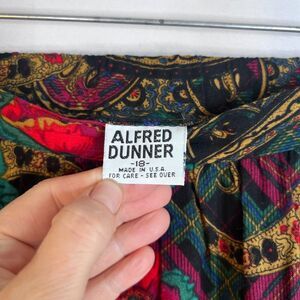 ALFRED
DUNNER
-18-
MADE IN U.S.A.
FOR CARE - SEE OVER